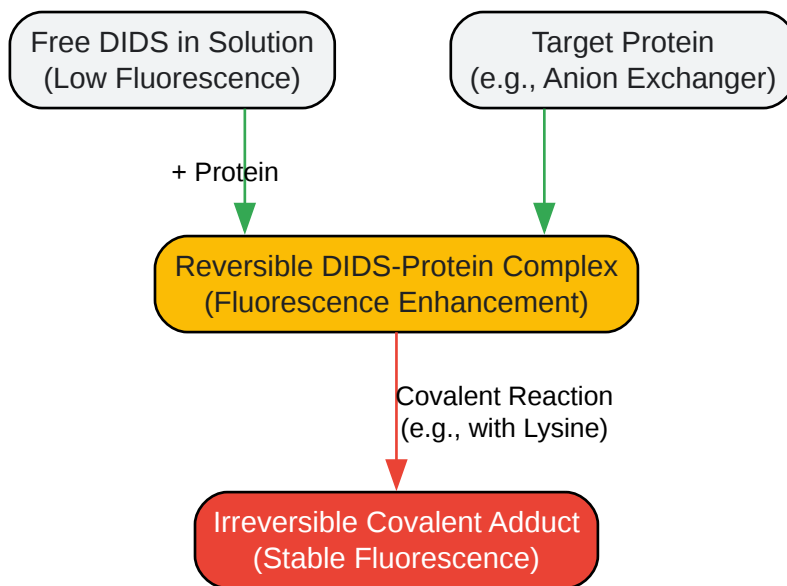 Free DIDS in Solution
(Low Fluorescence)
Target Protein
(e.g., Anion Exchanger)
+ Protein
Reversible DIDS-Protein Complex
(Fluorescence Enhancement)
Covalent Reaction
(e.g., with Lysine)
Irreversible Covalent Adduct
(Stable Fluorescence)